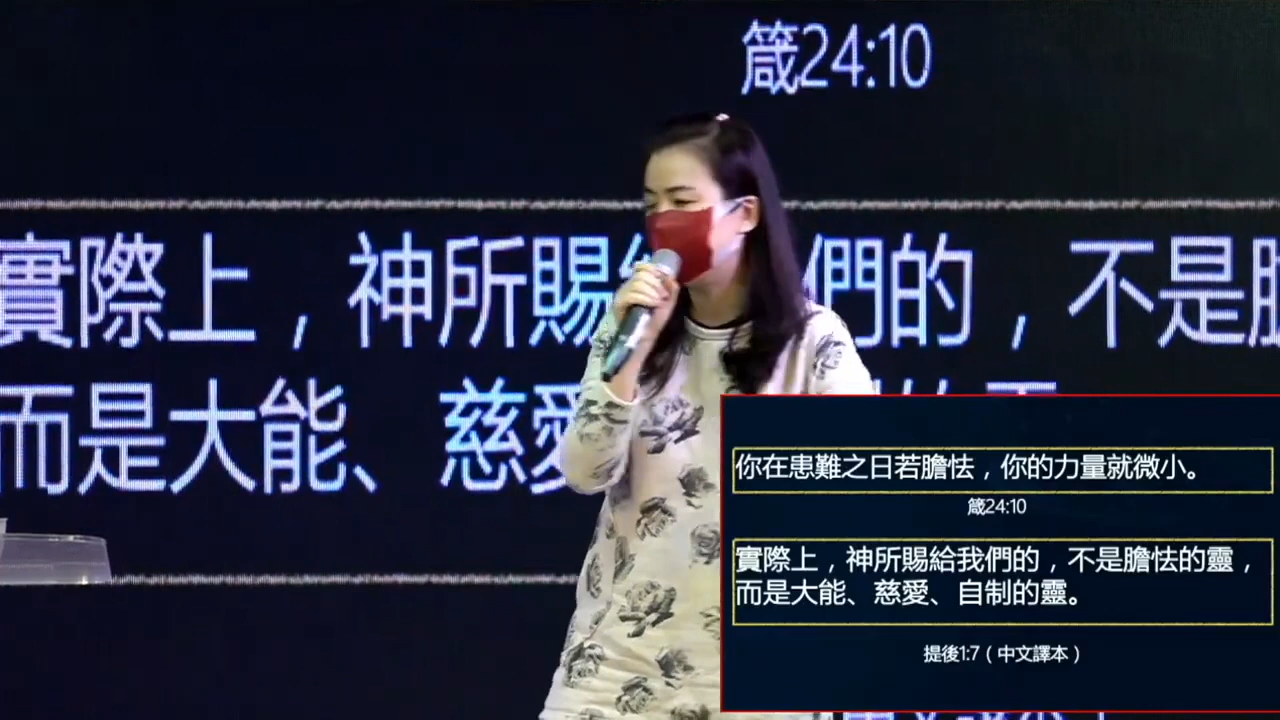 箴24:10
實際上，神所賜們的，不是膽
而是大能、慈愛
你在患難之日若膽怯，你的力量就微小。
箴24:10
實際上，神所賜給我們的，不是膽怯的靈，
而是大能、慈愛、自制的靈。
提後1:7（中文譯本）